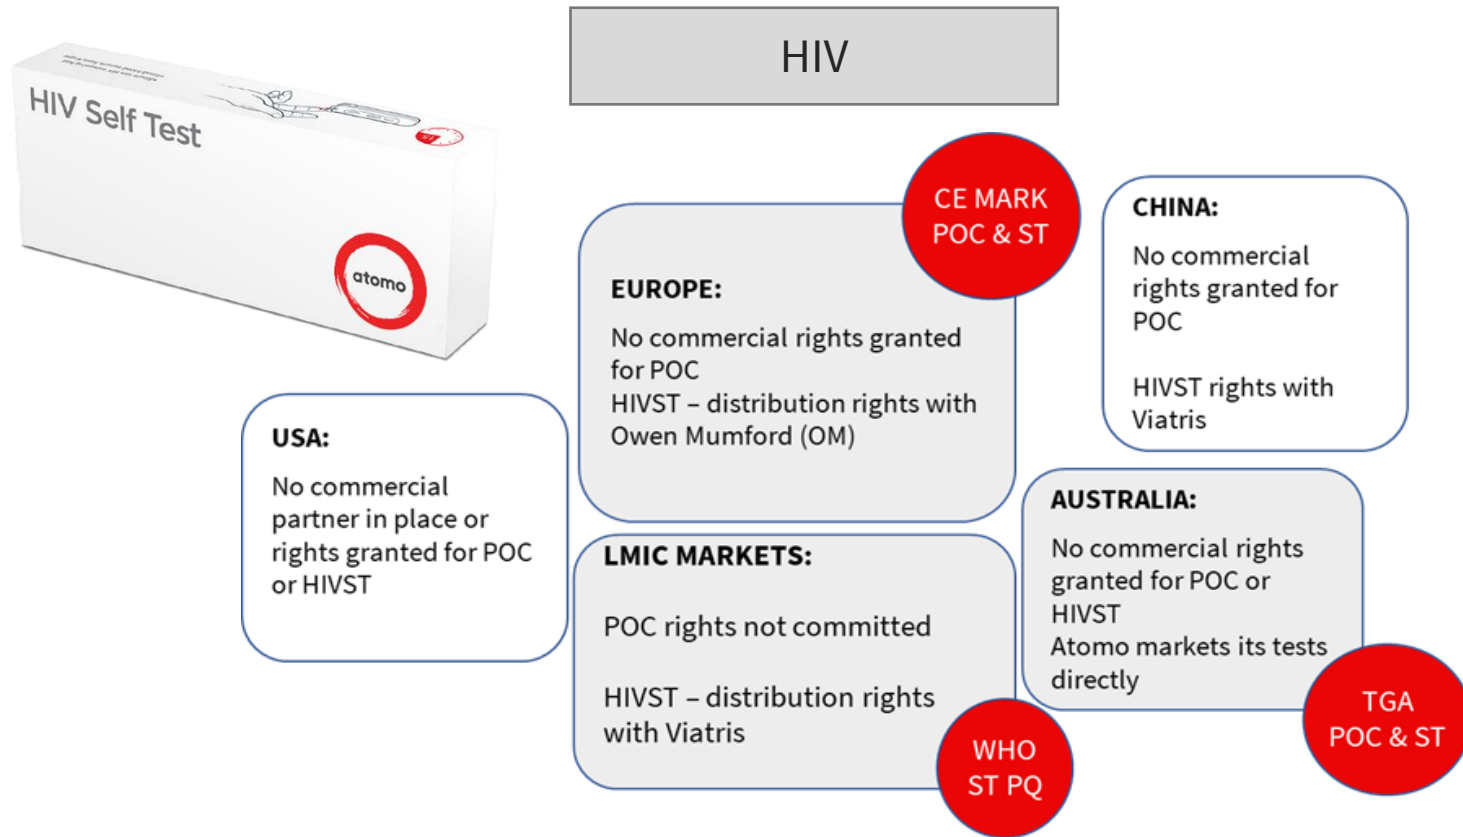 HIV
HIV Self Test
atomo
CE MARK
POC & ST
EUROPE:
No commercial rights granted
for POC
HIVST – distribution rights with
Owen Mumford (OM)
CHINA:
No commercial
rights granted for
POC
HIVST rights with
Viatris
USA:
No commercial
partner in place or
rights granted for POC
or HIVST
LMIC MARKETS:
POC rights not committed
HIVST – distribution rights
with Viatris
WHO
ST PQ
AUSTRALIA:
No commercial rights
granted for POC or
HIVST
Atomo markets its tests
directly
TGA
POC & ST